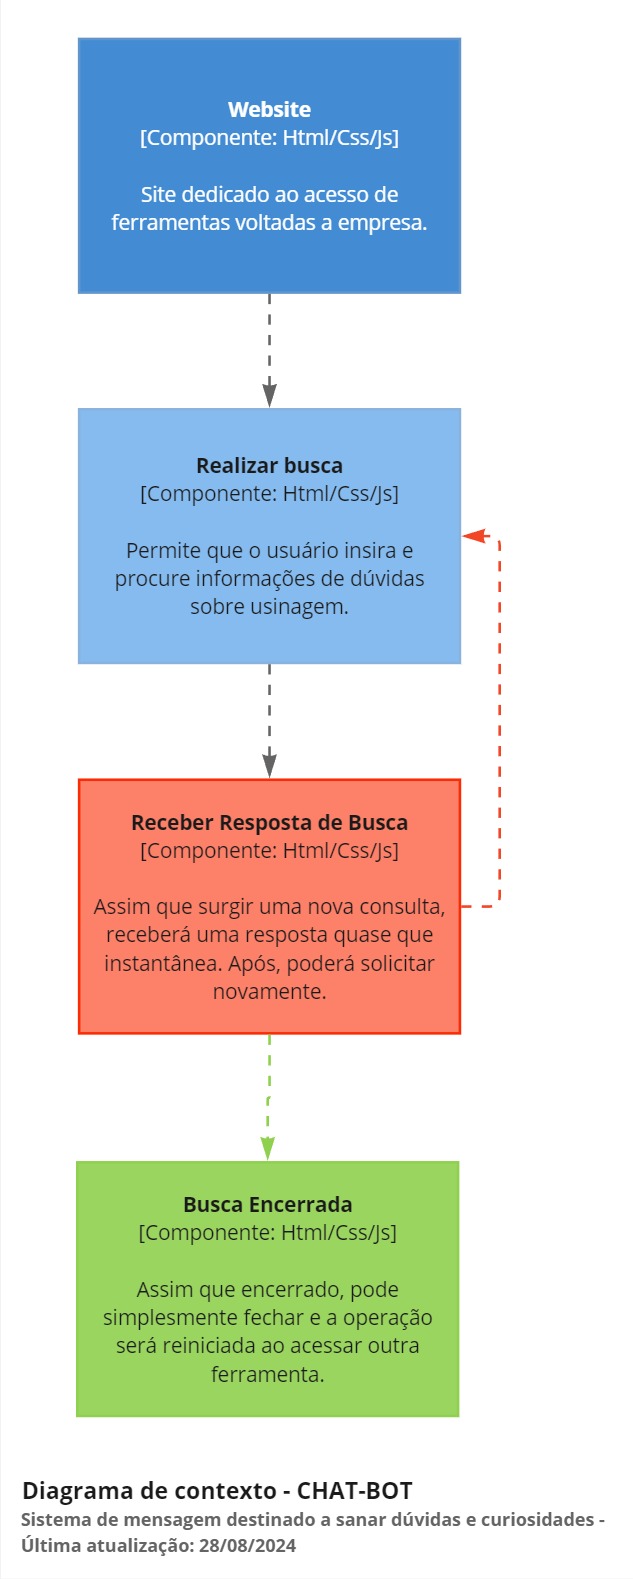 Website
[Componente: Html/Css/Js]
Site dedicado ao acesso de
ferramentas voltadas a empresa.
Realizar busca
[Componente: Html/Css/Js]
Permite que o usuário insira e
procure informações de dúvidas
sobre usinagem.
Receber Resposta de Busca
[Componente: Html/Css/Js]
Assim que surgir uma nova consulta,
receberá uma resposta quase que
instantânea. Após, poderá solicitar
novamente.
Busca Encerrada
[Componente: Html/Css/Js]
Assim que encerrado, pode
simplesmente fechar e a operação
será reiniciada ao acessar outra
ferramenta.
Diagrama de contexto - CHAT-BOT
Sistema de mensagem destinado a sanar dúvidas e curiosidades -
Última atualização: 28/08/2024